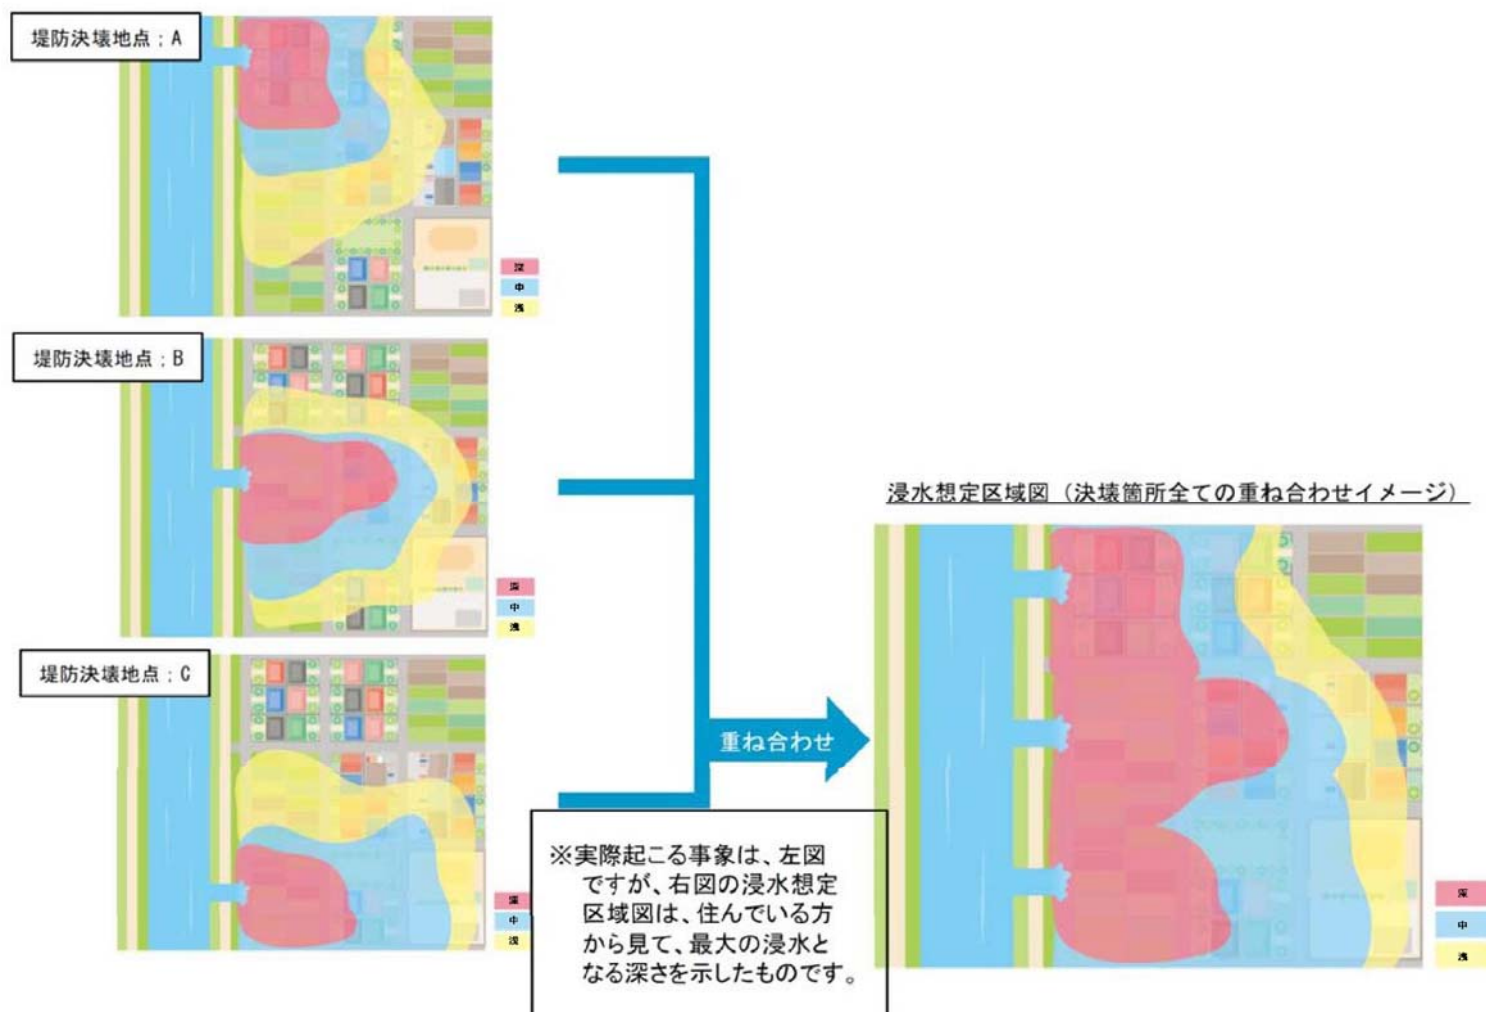 堤防決壊地点;A
深
中
浅
堤防決壊地点;B
深
中
浅
堤防決壊地点;C
深
中
浅
重ね合わせ
※実際起こる事象は、左図
ですが、右図の浸水想定
区域図は、住んでいる方
から見て、最大の浸水と
なる深さを示したものです。
浸水想定区域図（決壊箇所全ての重ね合わせイメージ）
深
中
浅